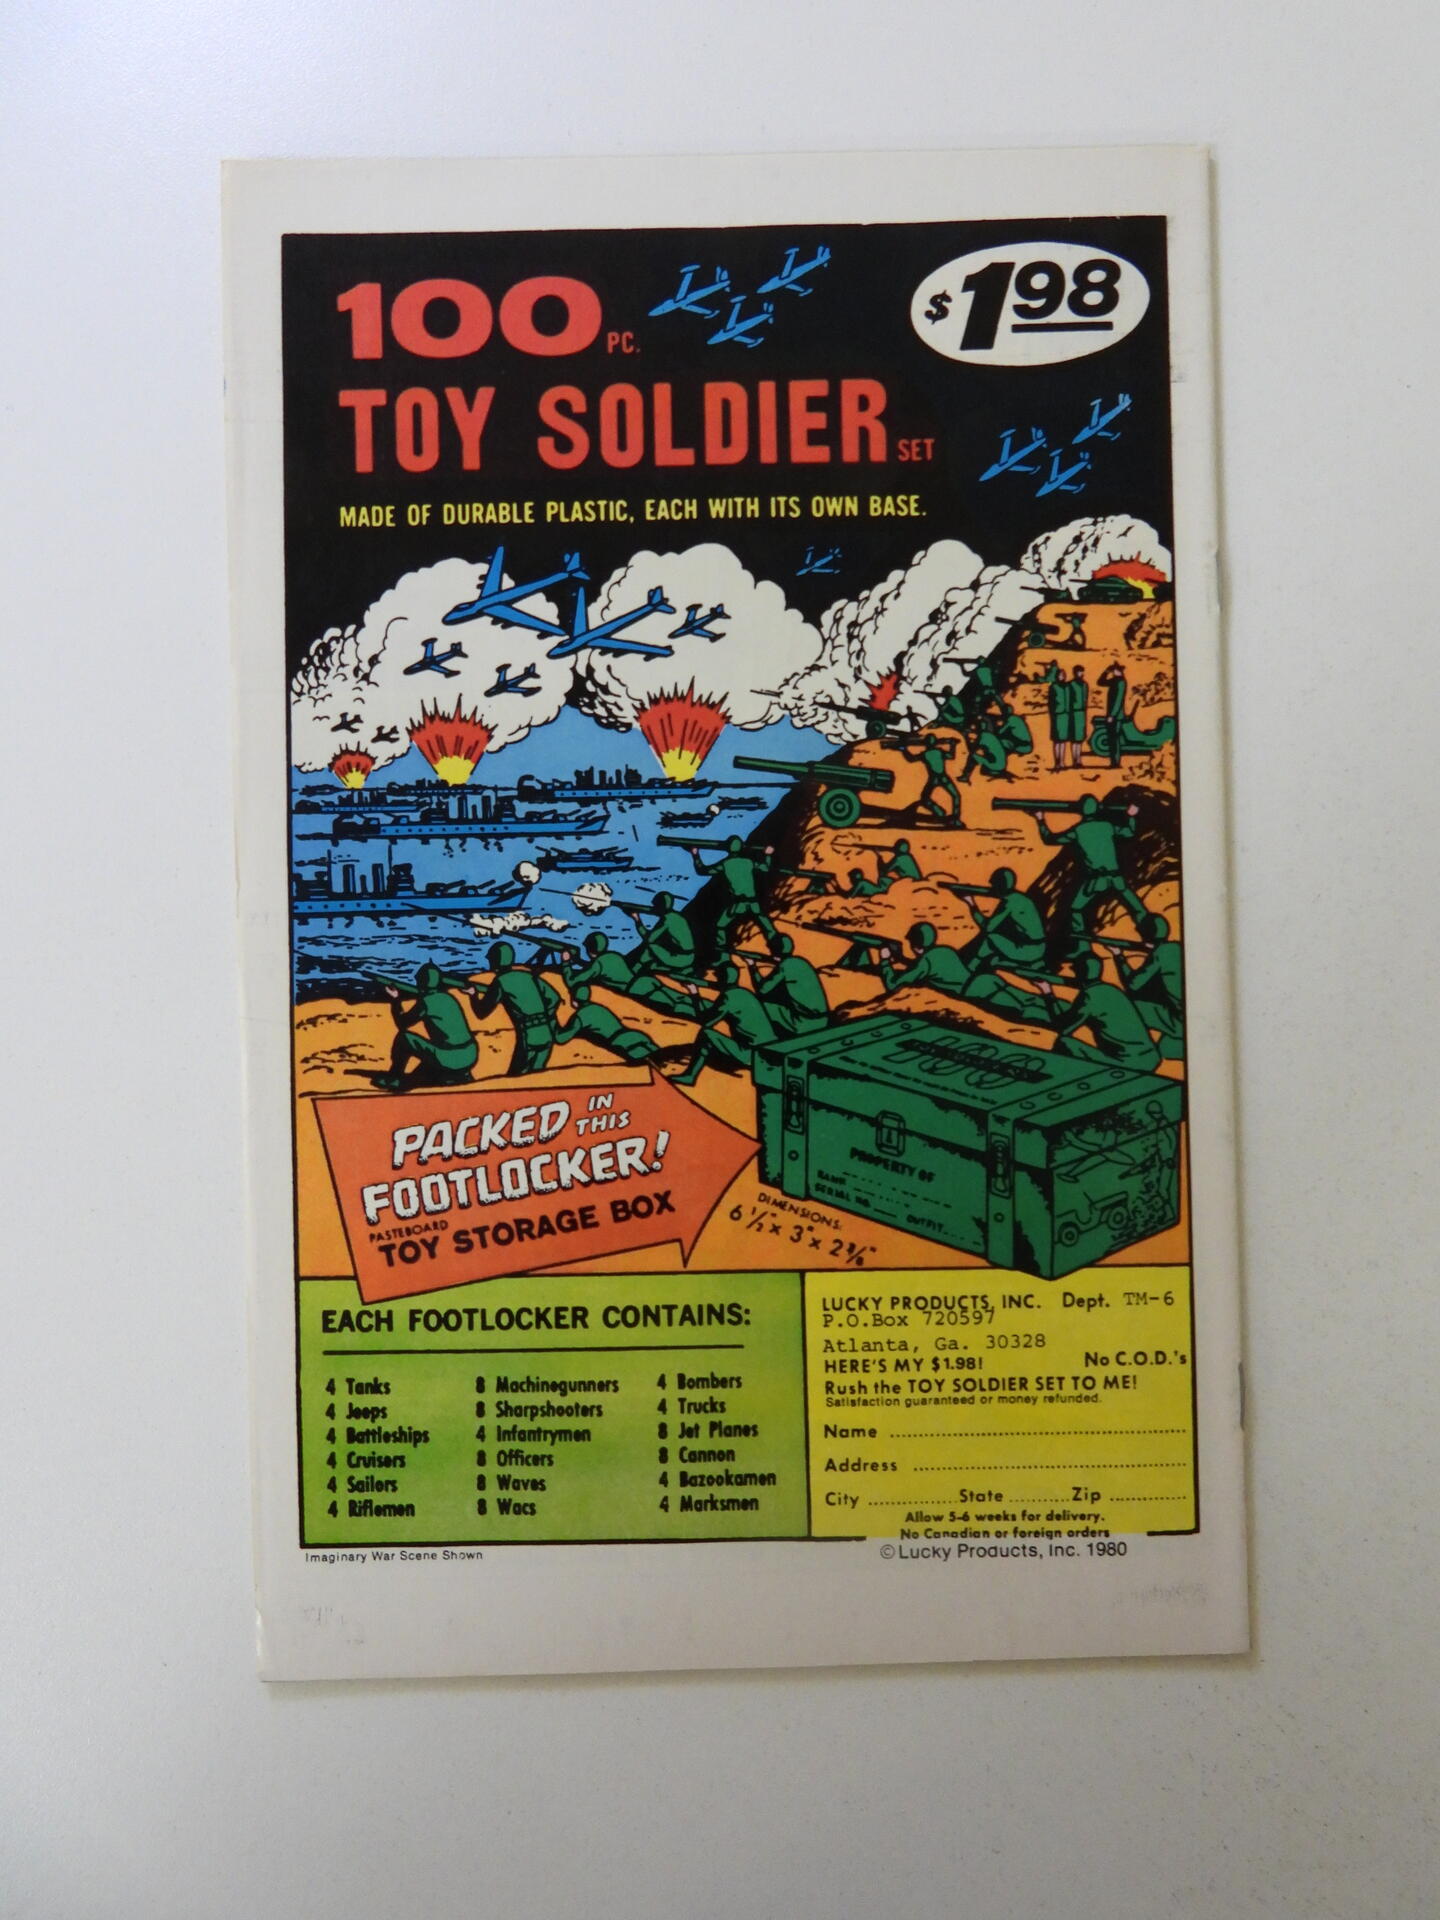 100 PC.
$198
TOY SOLDIER SET
MADE OF DURABLE PLASTIC, EACH WITH ITS OWN BASE.
PACKED IN THIS
FOOTLOCKER!
PASTEBOARD
TOY STORAGE BOX
PROPERTY OF
SERIAL NO.
OUTFIT
DIMENSIONS:
6 1/2" x 3" x 2 3/8"
EACH FOOTLOCKER CONTAINS:
4 Tanks
4 Jeeps
4 Battleships
4 Cruisers
4 Sailors
4 Riflemen
8 Machinegunners
8 Sharpshooters
4 Infantrymen
8 Officers
8 Waves
8 Wacs
4 Bombers
4 Trucks
8 Jet Planes
8 Cannon
4 Bazookamen
4 Marksmen
LUCKY PRODUCTS, INC. Dept. TM-6
P.O.Box 720597
Atlanta, Ga. 30328
HERE'S MY $1.98! No C.O.D.'s
Rush the TOY SOLDIER SET TO ME!
Satisfaction guaranteed or money refunded.
Name
Address
City State Zip
Allow 5-6 weeks for delivery.
No Canadian or foreign orders
Imaginary War Scene Shown
© Lucky Products, Inc. 1980